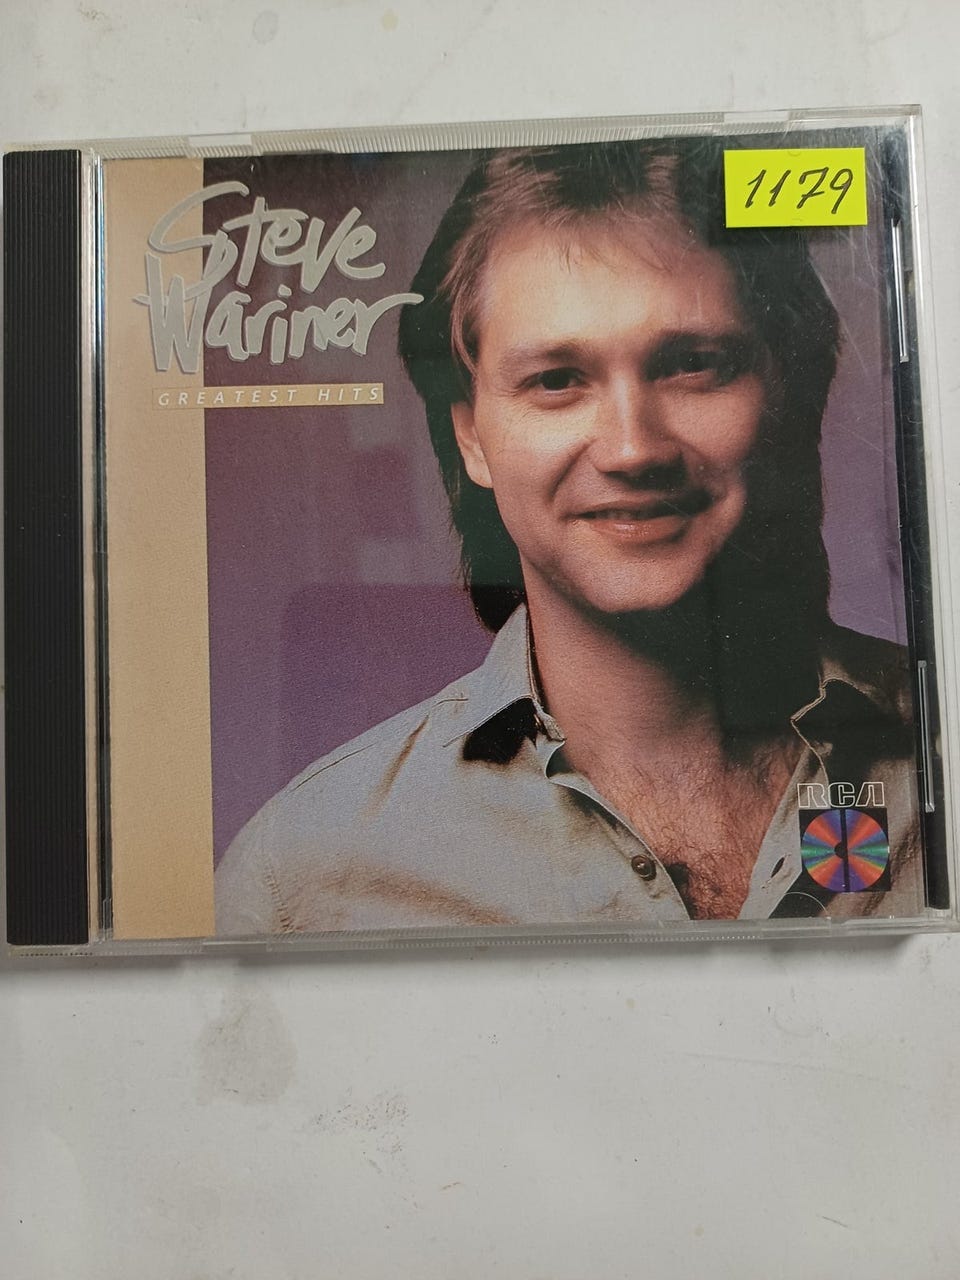 1179
Steve
Wariner
GREATEST HITS
RCA